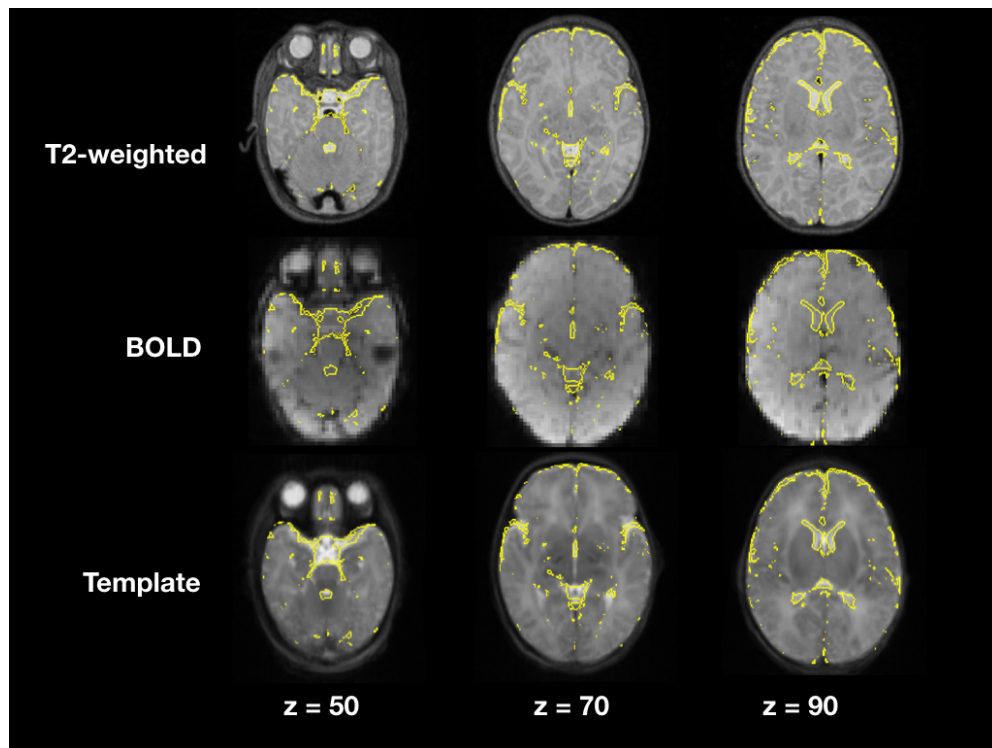 T2-weighted
BOLD
Template
z = 50
z = 70
z = 90